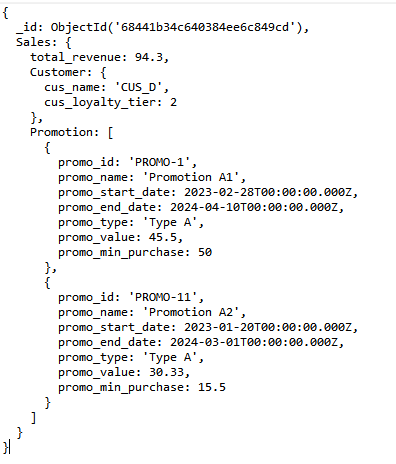 {
  _id: ObjectId('68441b34c640384ee6c849cd'),
  Sales: {
    total_revenue: 94.3,
    Customer: {
      cus_name: 'CUS_D',
      cus_loyalty_tier: 2
    },
    Promotion: [
      {
        promo_id: 'PROMO-1',
        promo_name: 'Promotion A1',
        promo_start_date: 2023-02-28T00:00:00.000Z,
        promo_end_date: 2024-04-10T00:00:00.000Z,
        promo_type: 'Type A',
        promo_value: 45.5,
        promo_min_purchase: 50
      },
      {
        promo_id: 'PROMO-11',
        promo_name: 'Promotion A2',
        promo_start_date: 2023-01-20T00:00:00.000Z,
        promo_end_date: 2024-03-01T00:00:00.000Z,
        promo_type: 'Type A',
        promo_value: 30.33,
        promo_min_purchase: 15.5
      }
    ]
  }
}